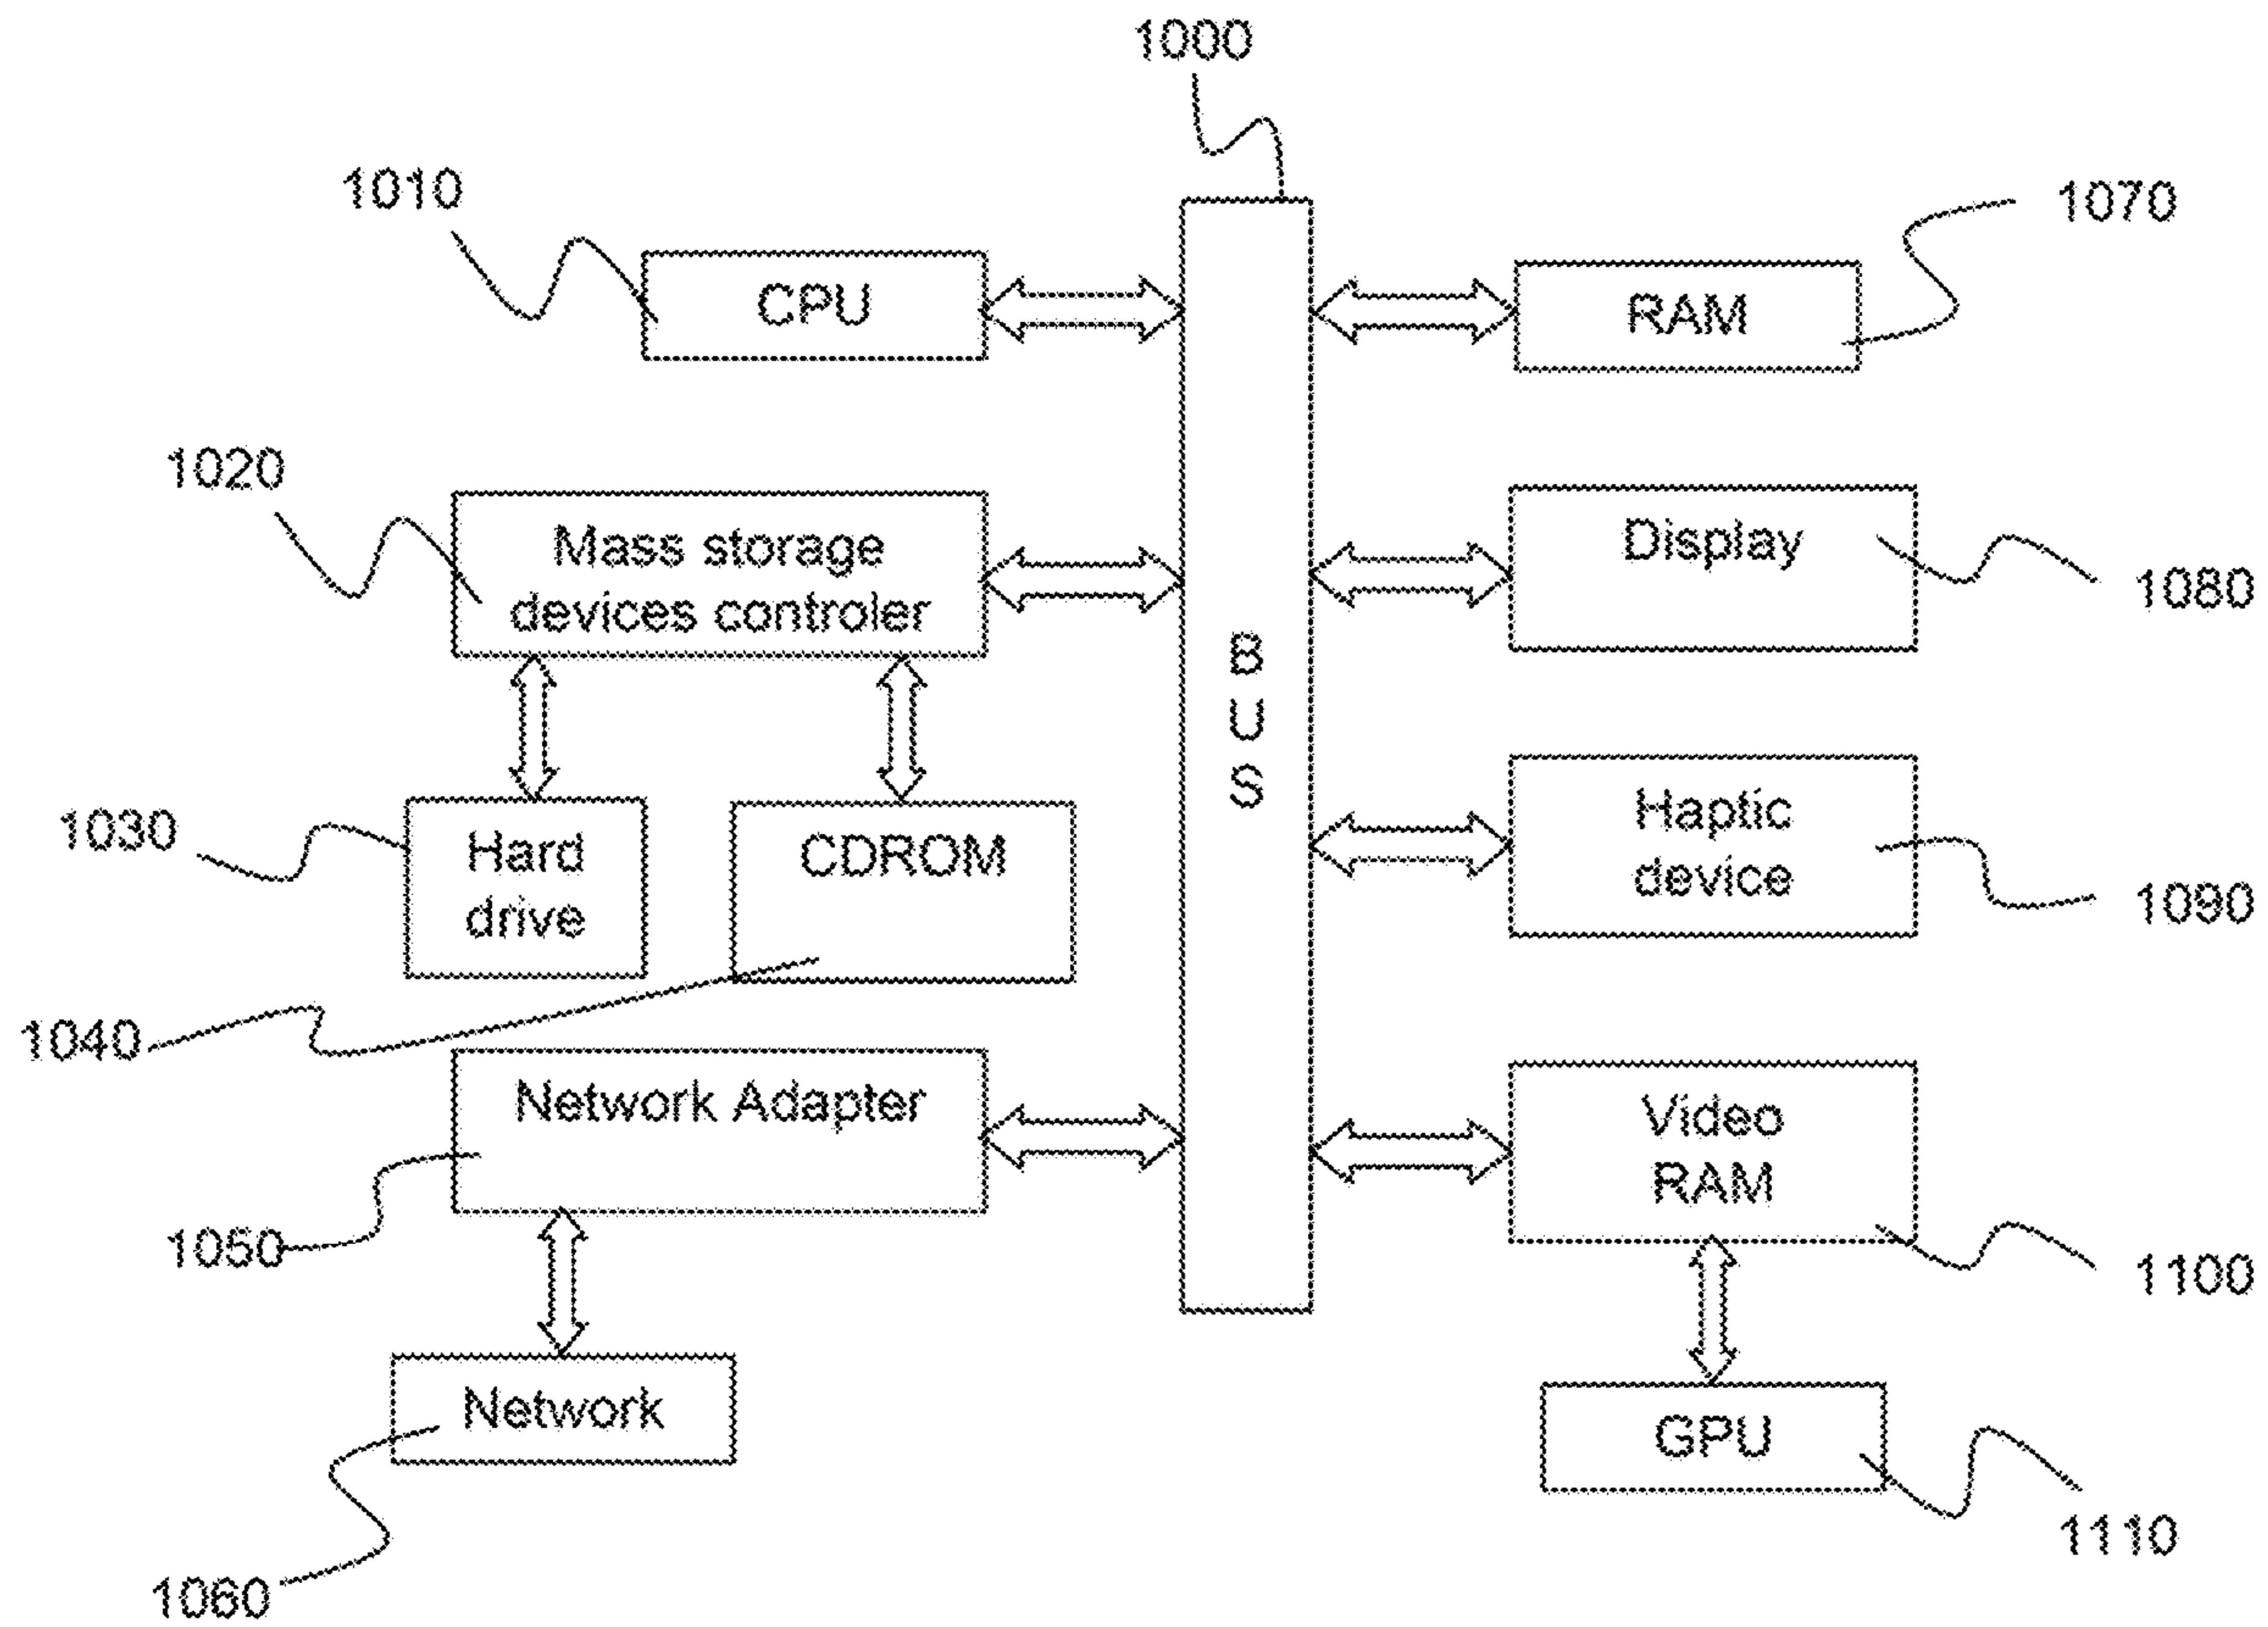 1000
1010
1070
CPU
RAM
1020
Mass storage
devices controler
Display
1080
B
U
S
1030
Hard
drive
CDROM
Haptic
device
1090
1040
Network Adapter
Video
RAM
1050
1100
Network
GPU
1110
1060